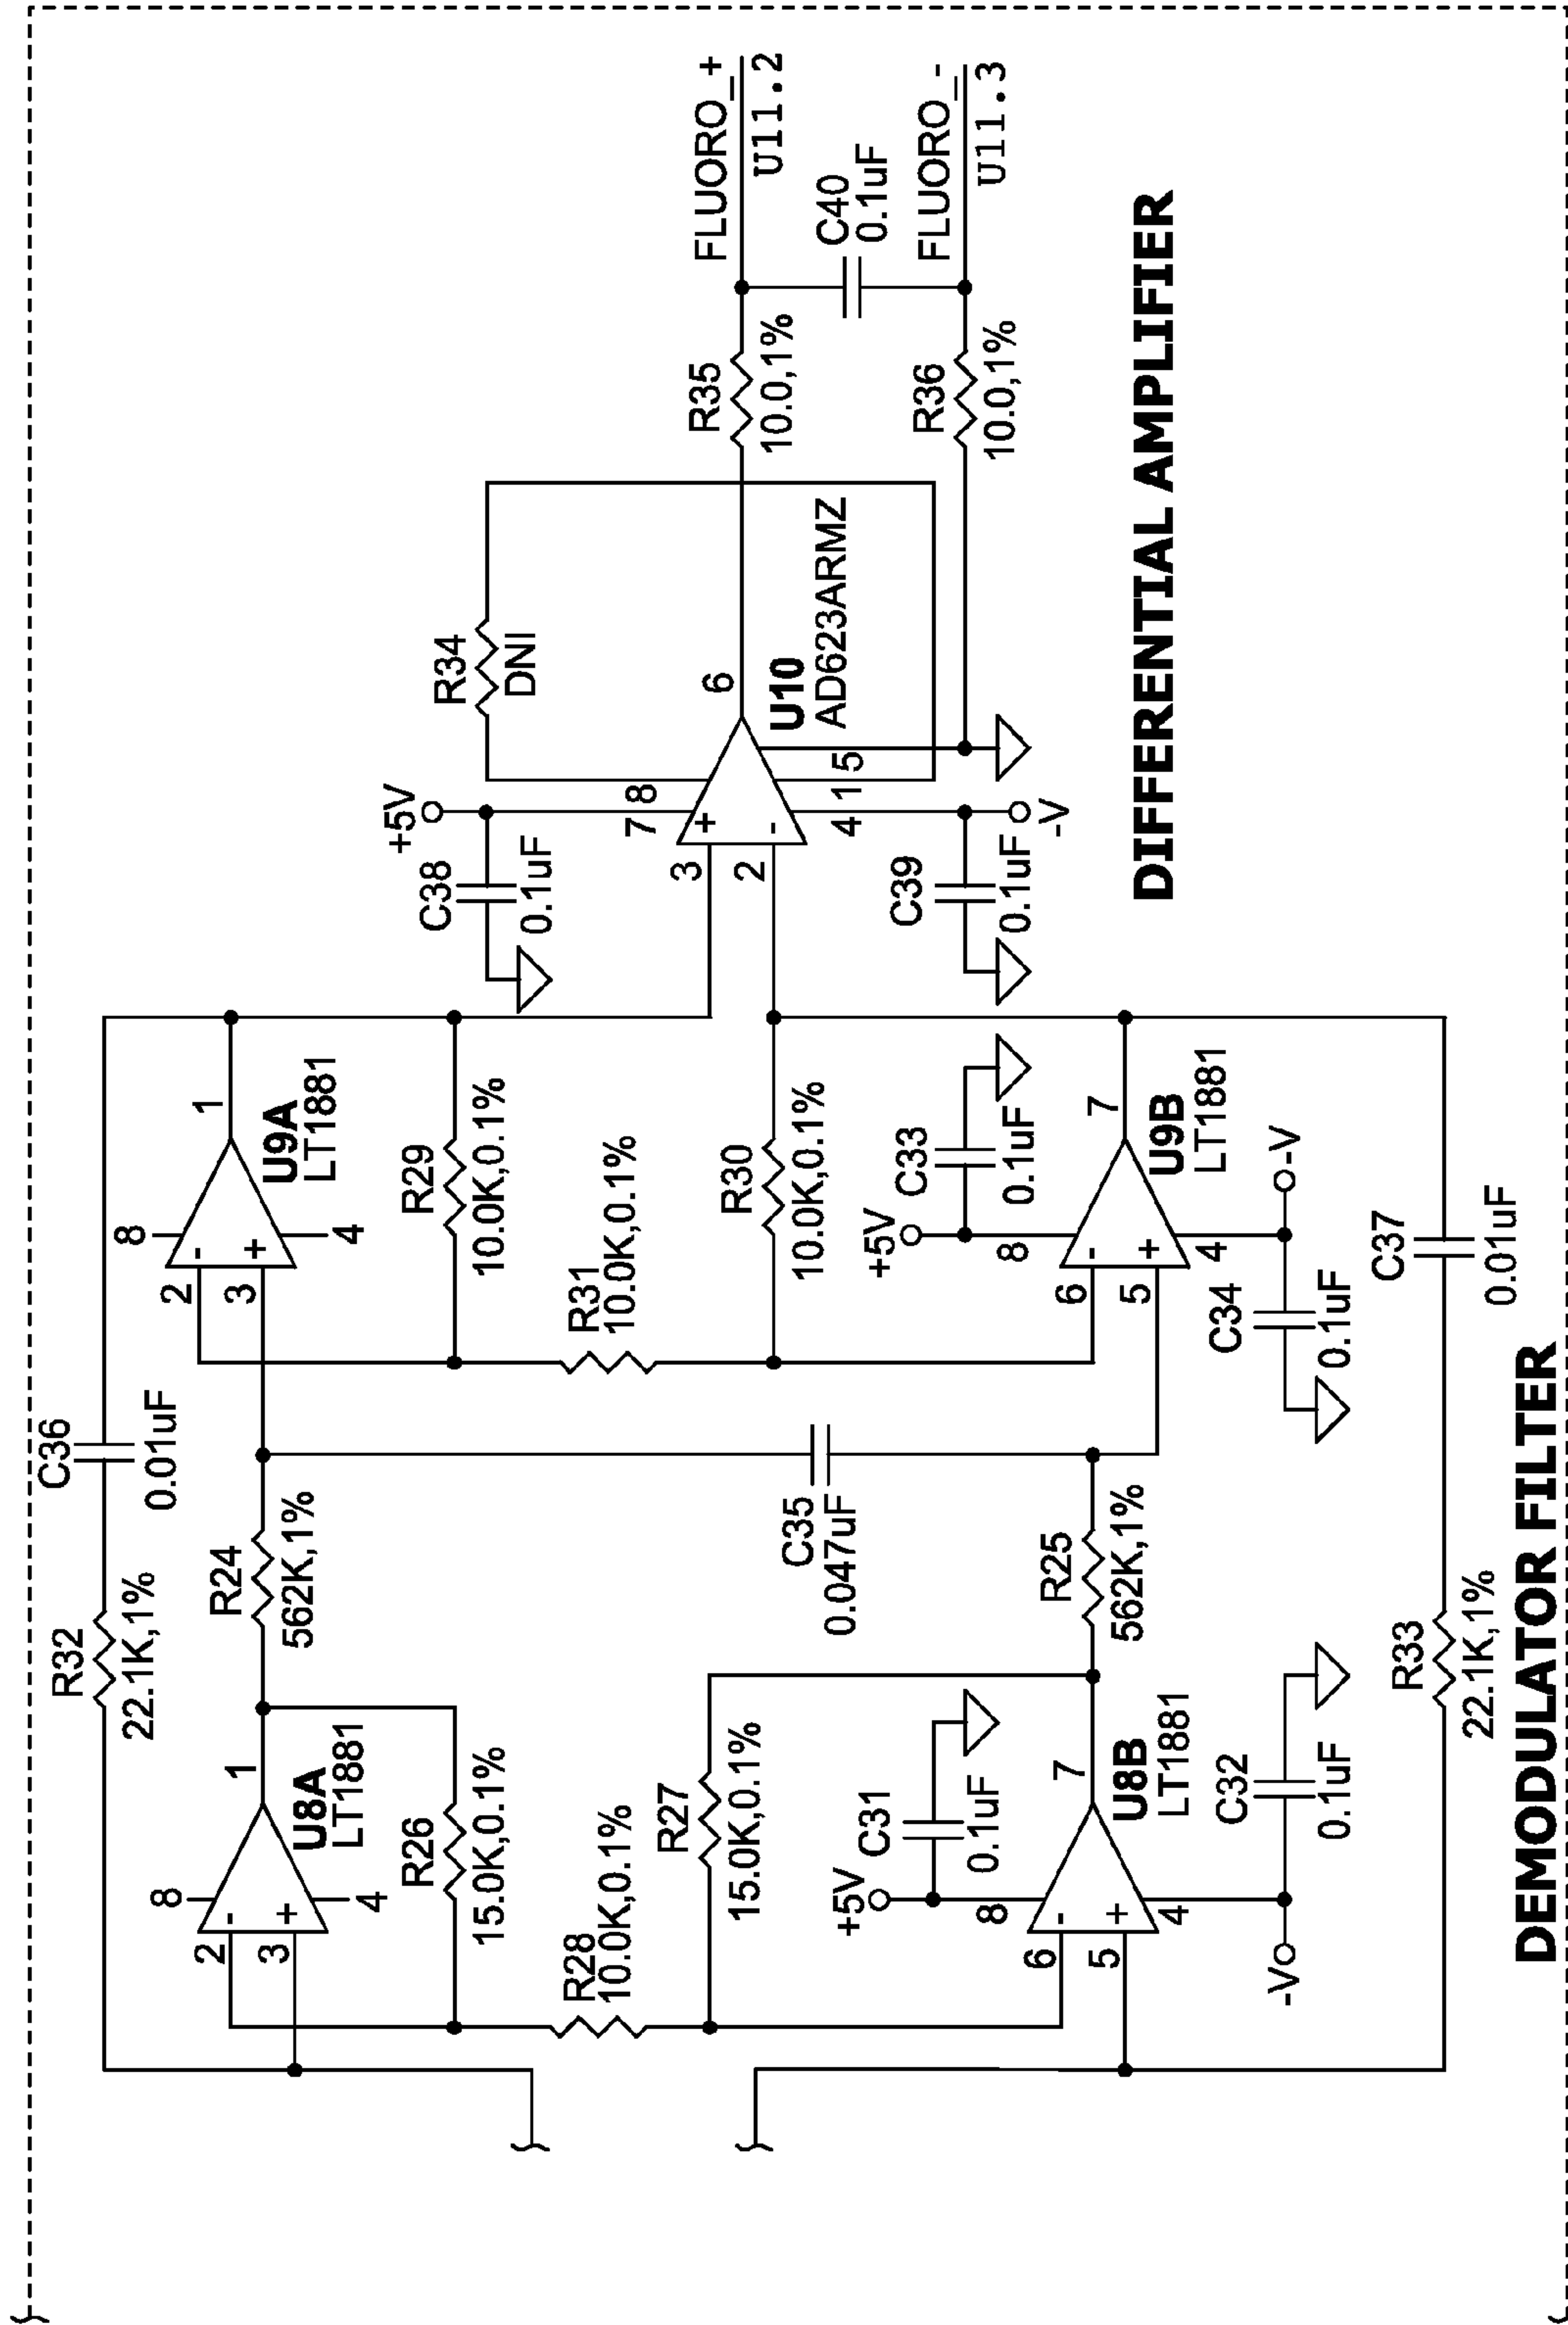 C36
0.01uF
R32
22.1K,1%
8
2
-
3
+
4
1
U8A
LT1881
R26
15.0K,0.1%
R28
10.0K,0.1%
R27
15.0K,0.1%
R24
562K,1%
C35
0.047uF
R25
562K,1%
+5V
C31
0.1uF
8
6
-
5
+
4
7
U8B
LT1881
-V
C32
0.1uF
R33
22.1K,1%
C37
0.01uF
8
2
-
3
+
4
1
U9A
LT1881
R29
10.0K,0.1%
R31
10.0K,0.1%
R30
10.0K,0.1%
+5V
C33
0.1uF
8
6
-
5
+
4
7
U9B
LT1881
-V
C34
0.1uF
DEMODULATOR FILTER
+5V
C38
0.1uF
R34
DNI
7
8
3
+
2
-
4
1
5
6
U10
AD623ARMZ
C39
0.1uF
-V
R35
10.0,1%
R36
10.0,1%
FLUORO_+
U11.2
C40
0.1uF
FLUORO_-
U11.3
DIFFERENTIAL AMPLIFIER